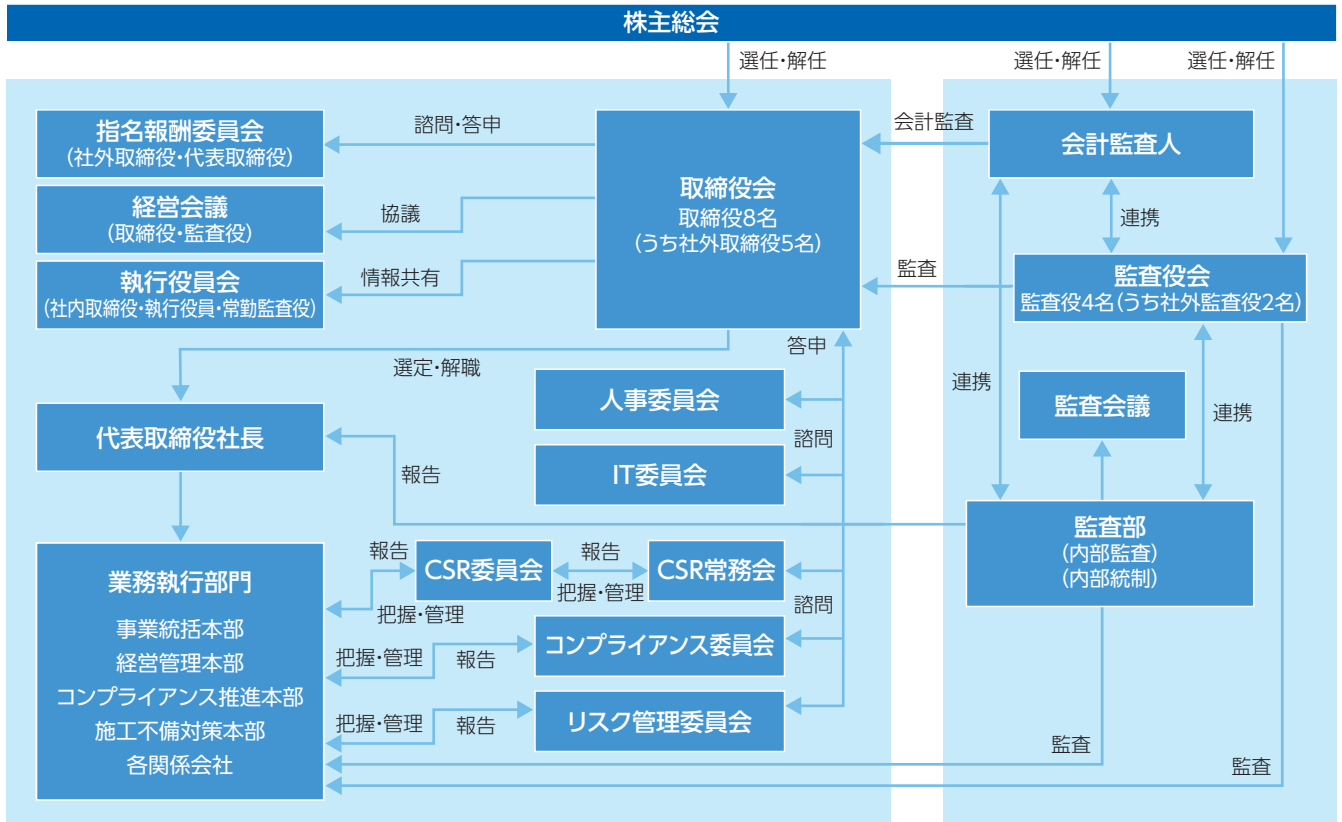 株主総会
選任・解任
選任・解任
選任・解任
指名報酬委員会
（社外取締役・代表取締役）
諮問・答申
経営会議
（取締役・監査役）
協議
執行役員会
（社内取締役・執行役員・常勤監査役）
情報共有
取締役会
取締役8名
（うち社外取締役5名）
会計監査
会計監査人
連携
監査
監査役会
監査役4名（うち社外監査役2名）
選定・解職
答申
連携
代表取締役社長
報告
人事委員会
諮問
IT委員会
監査会議
連携
監査部
（内部監査）
（内部統制）
業務執行部門
事業統括本部
経営管理本部
コンプライアンス推進本部
施工不備対策本部
各関係会社
報告
把握・管理
CSR委員会
報告
把握・管理
CSR常務会
諮問
把握・管理
報告
コンプライアンス委員会
把握・管理
報告
リスク管理委員会
監査
監査